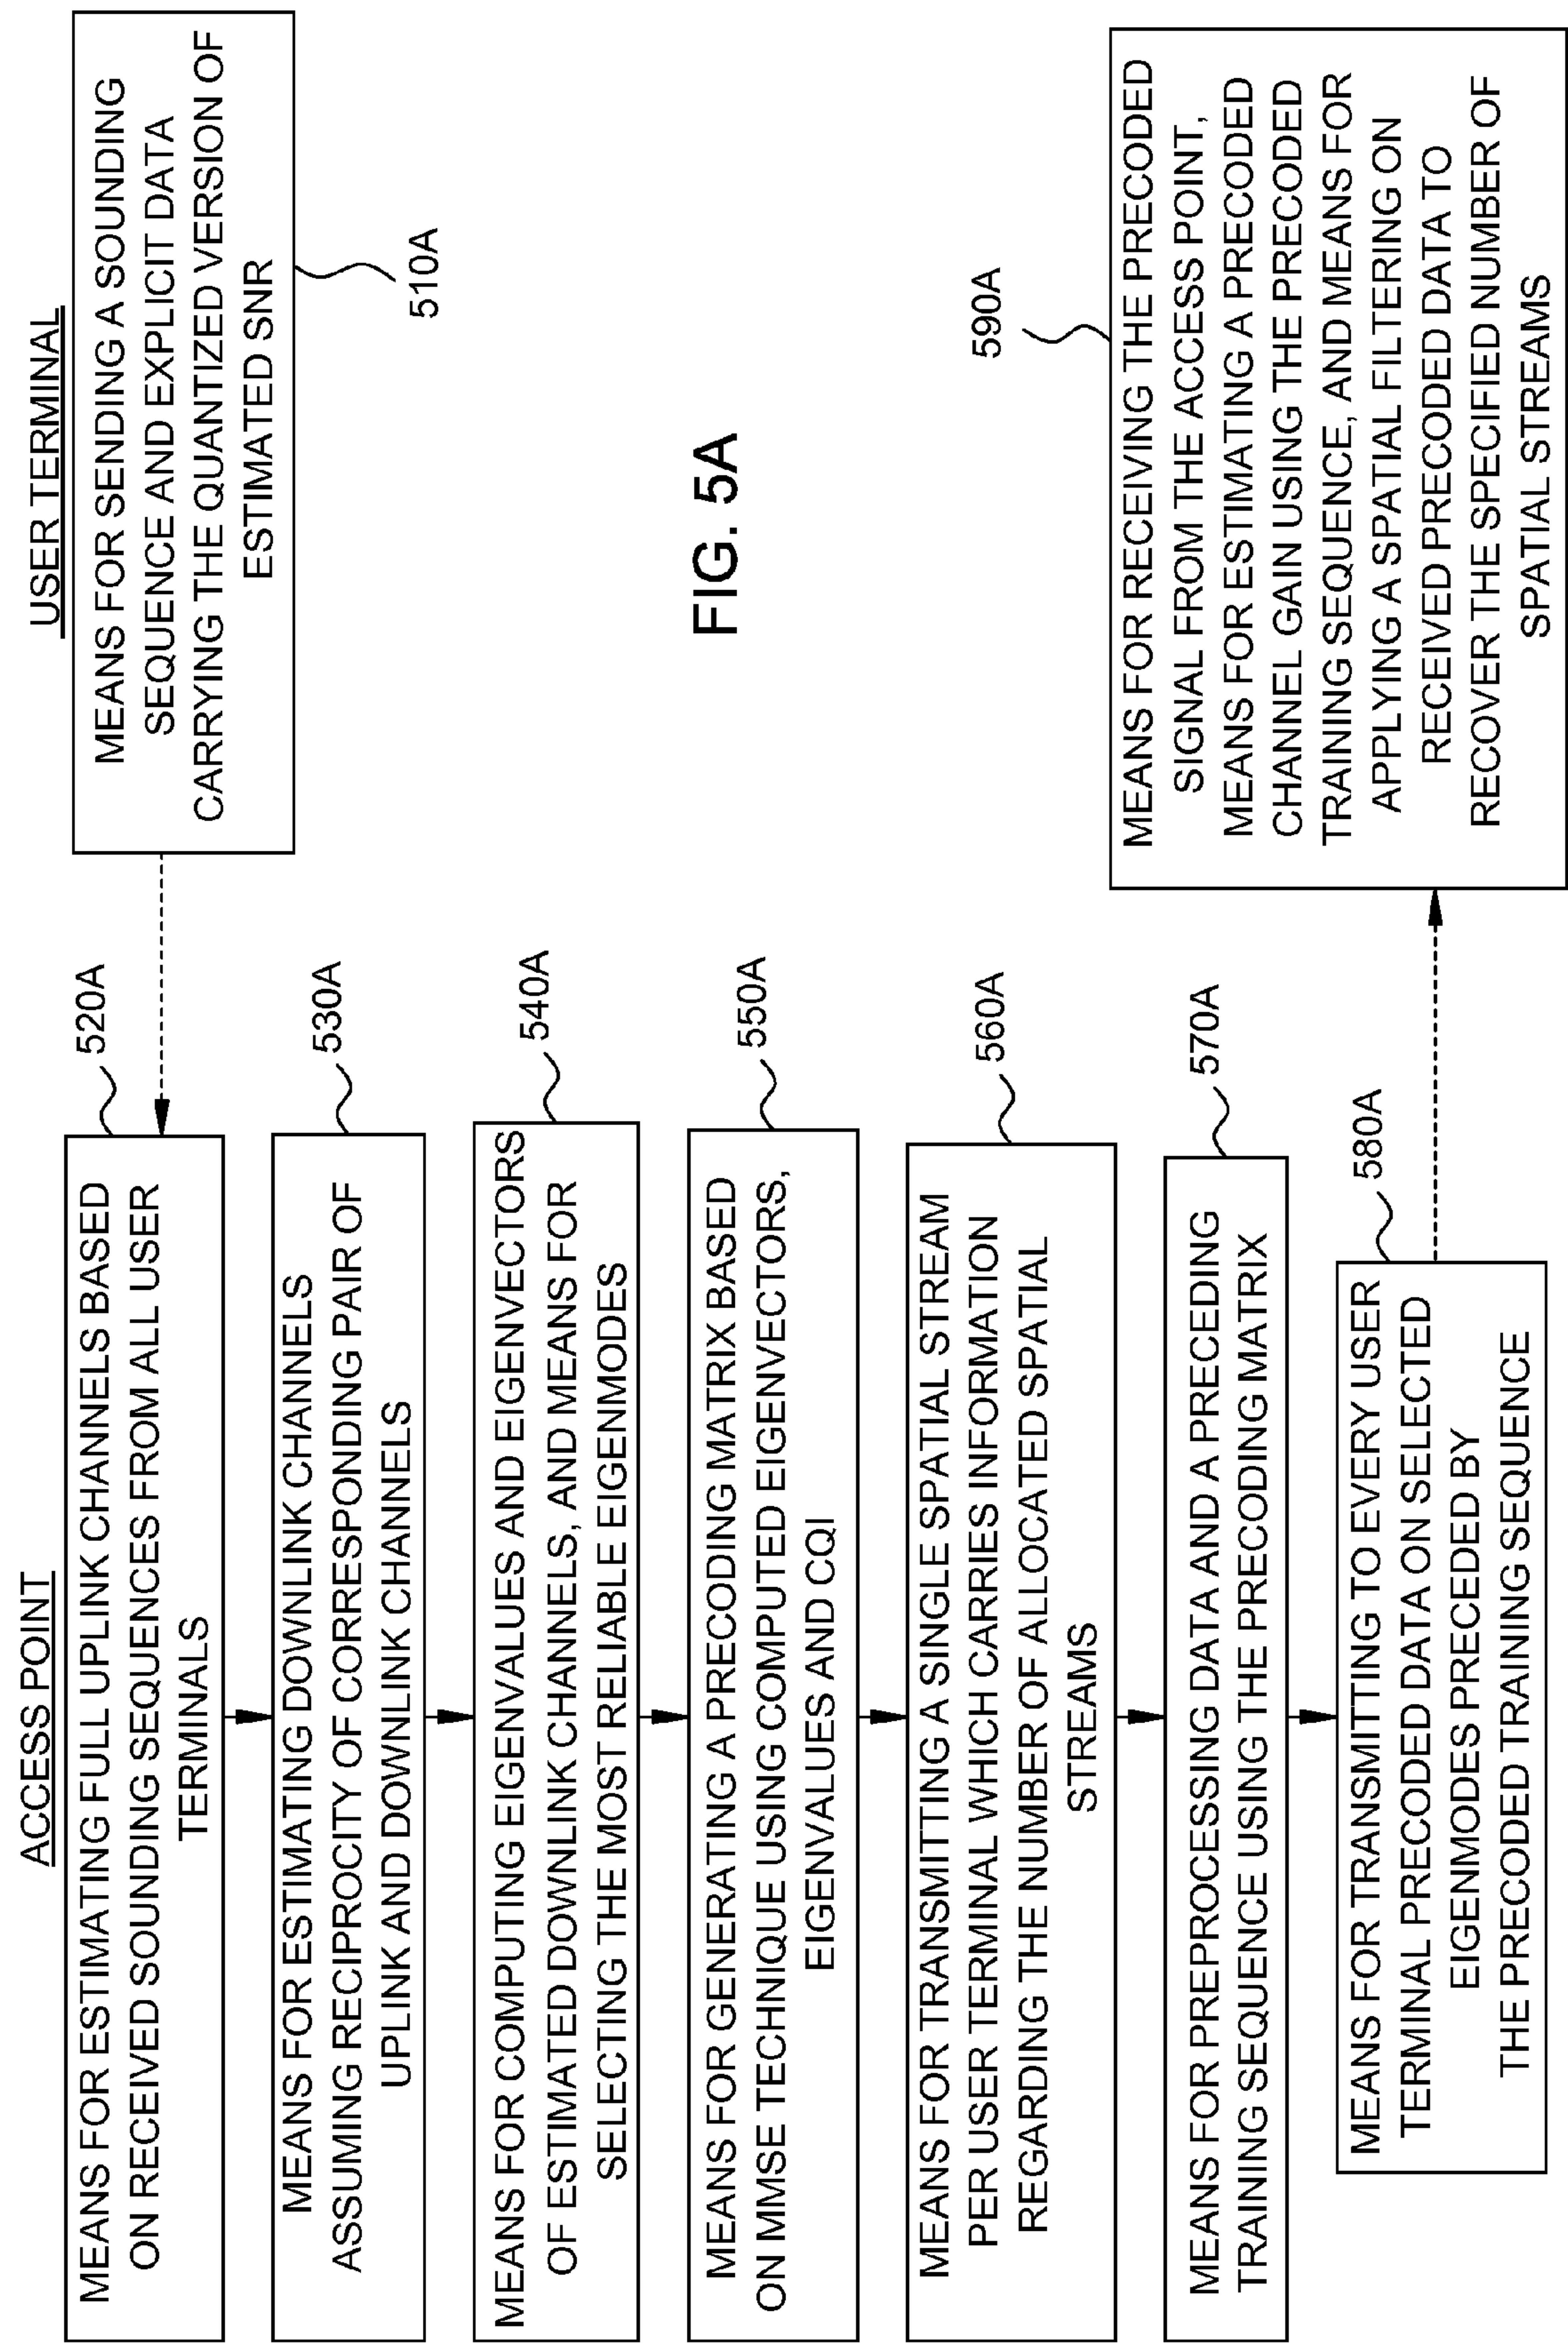 ACCESS POINT
USER TERMINAL
MEANS FOR SENDING A SOUNDING
SEQUENCE AND EXPLICIT DATA
CARRYING THE QUANTIZED VERSION OF
ESTIMATED SNR
510A
MEANS FOR ESTIMATING FULL UPLINK CHANNELS BASED
ON RECEIVED SOUNDING SEQUENCES FROM ALL USER
TERMINALS
520A
MEANS FOR ESTIMATING DOWNLINK CHANNELS
ASSUMING RECIPROCITY OF CORRESPONDING PAIR OF
UPLINK AND DOWNLINK CHANNELS
530A
MEANS FOR COMPUTING EIGENVALUES AND EIGENVECTORS
OF ESTIMATED DOWNLINK CHANNELS, AND MEANS FOR
SELECTING THE MOST RELIABLE EIGENMODES
540A
MEANS FOR GENERATING A PRECODING MATRIX BASED
ON MMSE TECHNIQUE USING COMPUTED EIGENVECTORS,
EIGENVALUES AND CQI
550A
MEANS FOR TRANSMITTING A SINGLE SPATIAL STREAM
PER USER TERMINAL WHICH CARRIES INFORMATION
REGARDING THE NUMBER OF ALLOCATED SPATIAL
STREAMS
560A
MEANS FOR PREPROCESSING DATA AND A PRECEDING
TRAINING SEQUENCE USING THE PRECODING MATRIX
570A
MEANS FOR TRANSMITTING TO EVERY USER
TERMINAL PRECODED DATA ON SELECTED
EIGENMODES PRECEDED BY
THE PRECODED TRAINING SEQUENCE
580A
MEANS FOR RECEIVING THE PRECODED
SIGNAL FROM THE ACCESS POINT,
MEANS FOR ESTIMATING A PRECODED
CHANNEL GAIN USING THE PRECODED
TRAINING SEQUENCE, AND MEANS FOR
APPLYING A SPATIAL FILTERING ON
RECEIVED PRECODED DATA TO
RECOVER THE SPECIFIED NUMBER OF
SPATIAL STREAMS
590A
FIG. 5A